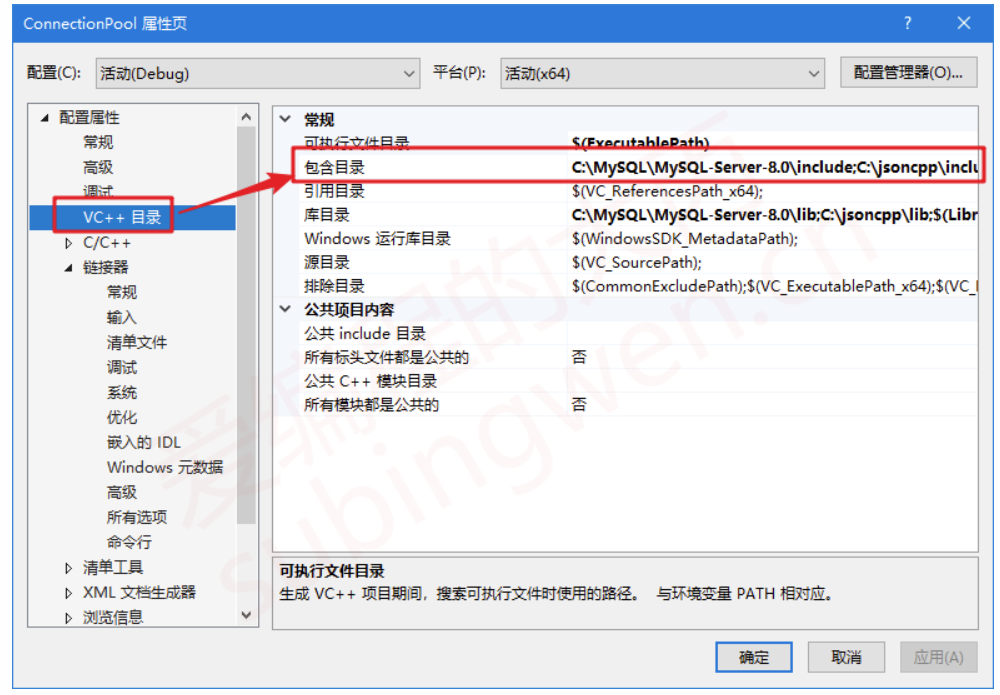 ConnectionPool 属性页
配置(C): 活动(Debug) 平台(P): 活动(x64) 配置管理器(O)...
配置属性
常规
高级
调试
VC++ 目录
C/C++
链接器
常规
输入
清单文件
调试
系统
优化
嵌入的 IDL
Windows 元数据
高级
所有选项
命令行
清单工具
XML 文档生成器
浏览信息
常规
可执行文件目录 $(ExecutablePath)
包含目录 C:\MySQL\MySQL-Server-8.0\include;C:\jsoncpp\inclu
引用目录 $(VC_ReferencesPath_x64);
库目录 C:\MySQL\MySQL-Server-8.0\lib;C:\jsoncpp\lib;$(Libr
Windows 运行库目录 $(WindowsSDK_MetadataPath);
源目录 $(VC_SourcePath);
排除目录 $(CommonExcludePath);$(VC_ExecutablePath_x64);$(VC_
公共项目内容
公共 include 目录
所有标头文件都是公共的 否
公共 C++ 模块目录
所有模块都是公共的 否
可执行文件目录
生成 VC++ 项目期间，搜索可执行文件时使用的路径。 与环境变量 PATH 相对应。
确定 取消 应用(A)
subingwen.cn